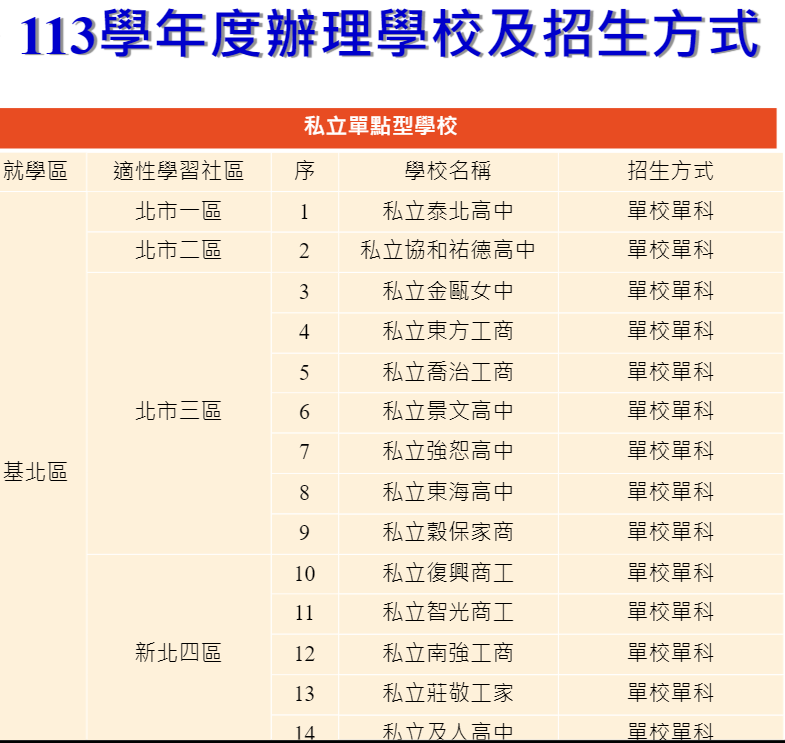 113學年度辦理學校及招生方式
私立單點型學校
就學區 適性學習社區 序 學校名稱 招生方式
北市一區 1 私立泰北高中 單校單科
北市二區 2 私立協和祐德高中 單校單科
3 私立金甌女中 單校單科
4 私立東方工商 單校單科
5 私立喬治工商 單校單科
北市三區 6 私立景文高中 單校單科
7 私立強恕高中 單校單科
基北區
8 私立東海高中 單校單科
9 私立穀保家商 單校單科
10 私立復興商工 單校單科
11 私立智光商工 單校單科
新北四區 12 私立南強工商 單校單科
13 私立莊敬工家 單校單科
14 私立及人高中 單校單科